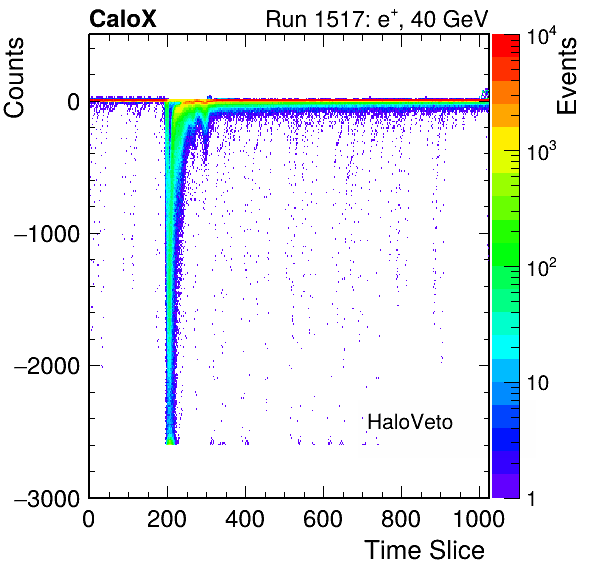 CaloX Run 1517: e⁺, 40 GeV
Counts
Events
0
−1000
−2000
−3000
10⁴
10³
10²
10
1
HaloVeto
0 200 400 600 800 1000
Time Slice